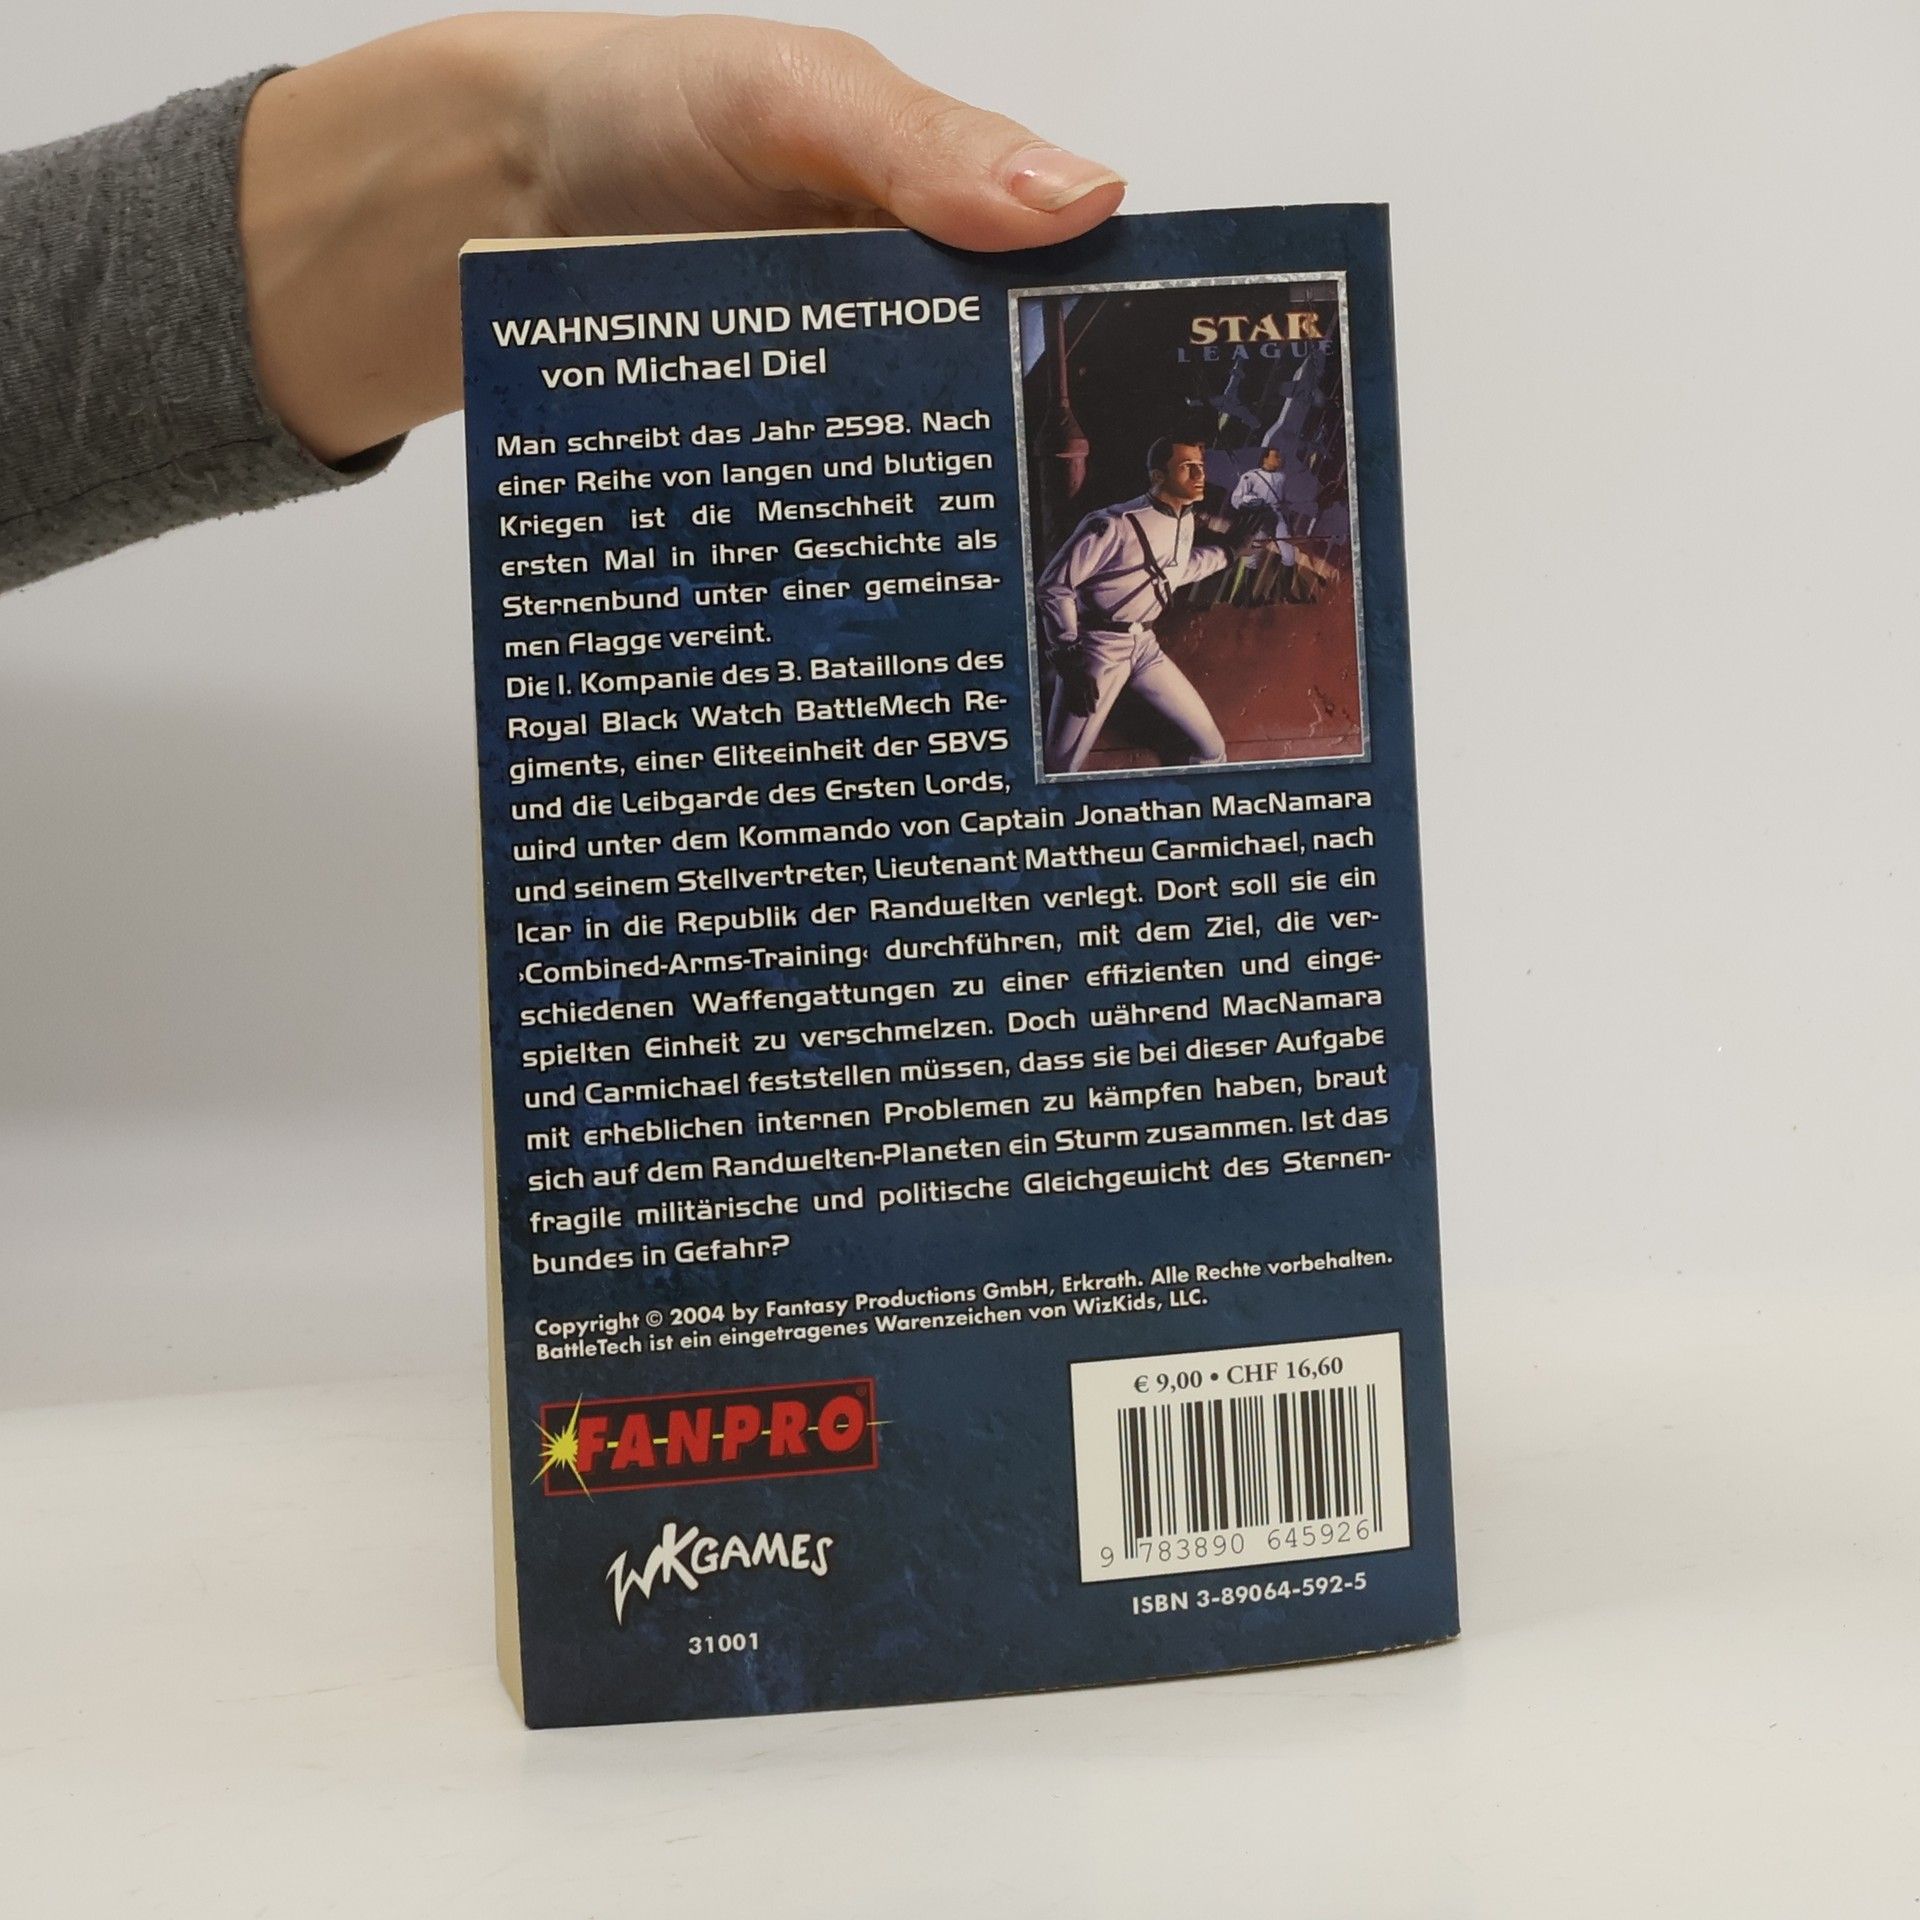 WAHNSINN UND METHODE
von Michael Diel
STAR
LEAGUE
Man schreibt das Jahr 2598. Nach
einer Reihe von langen und blutigen
Kriegen ist die Menschheit zum
ersten Mal in ihrer Geschichte als
Sternenbund unter einer gemeinsa-
men Flagge vereint.
Die I. Kompanie des 3. Bataillons des
Royal Black Watch BattleMech Re-
giments, einer Eliteeinheit der SBVS
und die Leibgarde des Ersten Lords,
wird unter dem Kommando von Captain Jonathan MacNamara
und seinem Stellvertreter, Lieutenant Matthew Carmichael, nach
Icar in die Republik der Randwelten verlegt. Dort soll sie ein
›Combined-Arms-Training‹ durchführen, mit dem Ziel, die ver-
schiedenen Waffengattungen zu einer effizienten und einge-
spielten Einheit zu verschmelzen. Doch während MacNamara
und Carmichael feststellen müssen, dass sie bei dieser Aufgabe
mit erheblichen internen Problemen zu kämpfen haben, braut
sich auf dem Randwelten-Planeten ein Sturm zusammen. Ist das
fragile militärische und politische Gleichgewicht des Sternen-
bundes in Gefahr?
Copyright © 2004 by Fantasy Productions GmbH, Erkrath. Alle Rechte vorbehalten.
BattleTech ist ein eingetragenes Warenzeichen von WizKids, LLC.
FANPRO®
WKGAMES
31001
€ 9,00 • CHF 16,60
9 783890 645926
ISBN 3-89064-592-5